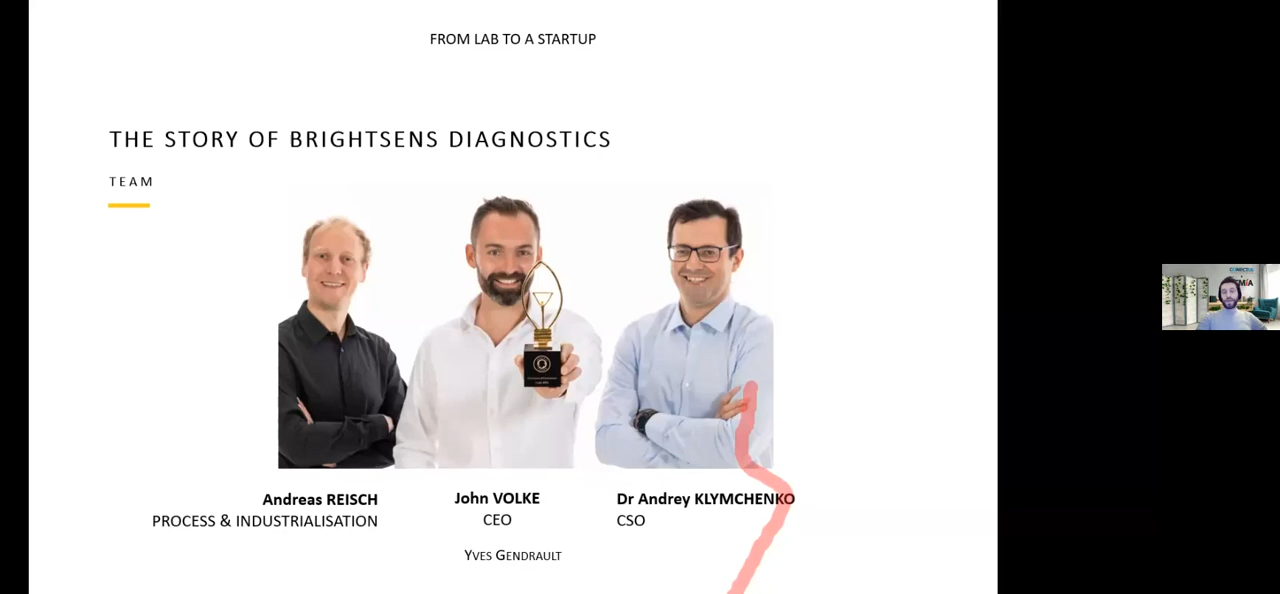 FROM LAB TO A STARTUP
THE STORY OF BRIGHTSENS DIAGNOSTICS
TEAM
Andreas REISCH
PROCESS & INDUSTRIALISATION
John VOLKE
CEO
Dr Andrey KLYMCHENKO
CSO
YVES GENDRAULT